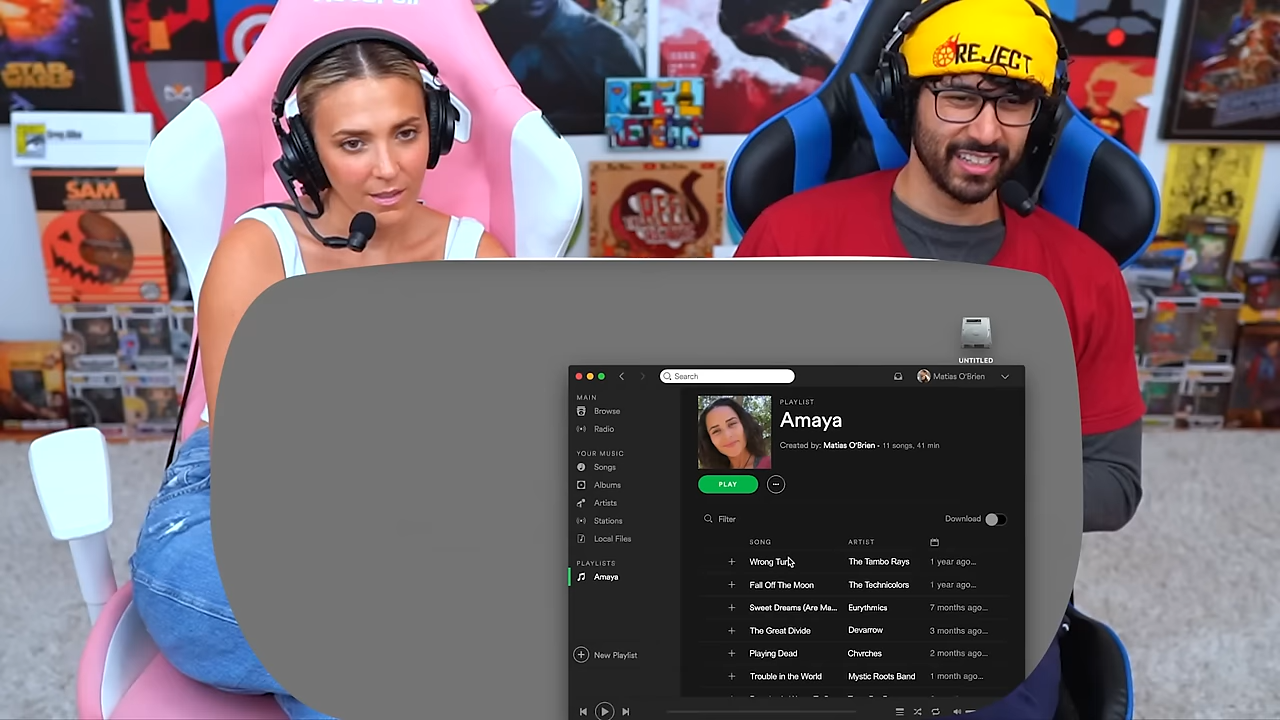 STAR
WARS
Greg Alba
SAM
REEL
REJECT
UNTITLED
Search
Matias O'Brien
MAIN
Browse
Radio
YOUR MUSIC
Songs
Albums
Artists
Stations
Local Files
PLAYLISTS
Amaya
New Playlist
PLAYLIST
Amaya
Created by: Matias O'Brien - 11 songs, 41 min
PLAY
Filter
Download
SONG ARTIST
Wrong Turn The Tambo Rays 1 year ago...
Fall Off The Moon The Technicolors 1 year ago...
Sweet Dreams (Are Ma... Eurythmics 7 months ago...
The Great Divide Devarrow 3 months ago...
Playing Dead Chvrches 2 months ago...
Trouble in the World Mystic Roots Band 1 month ago...